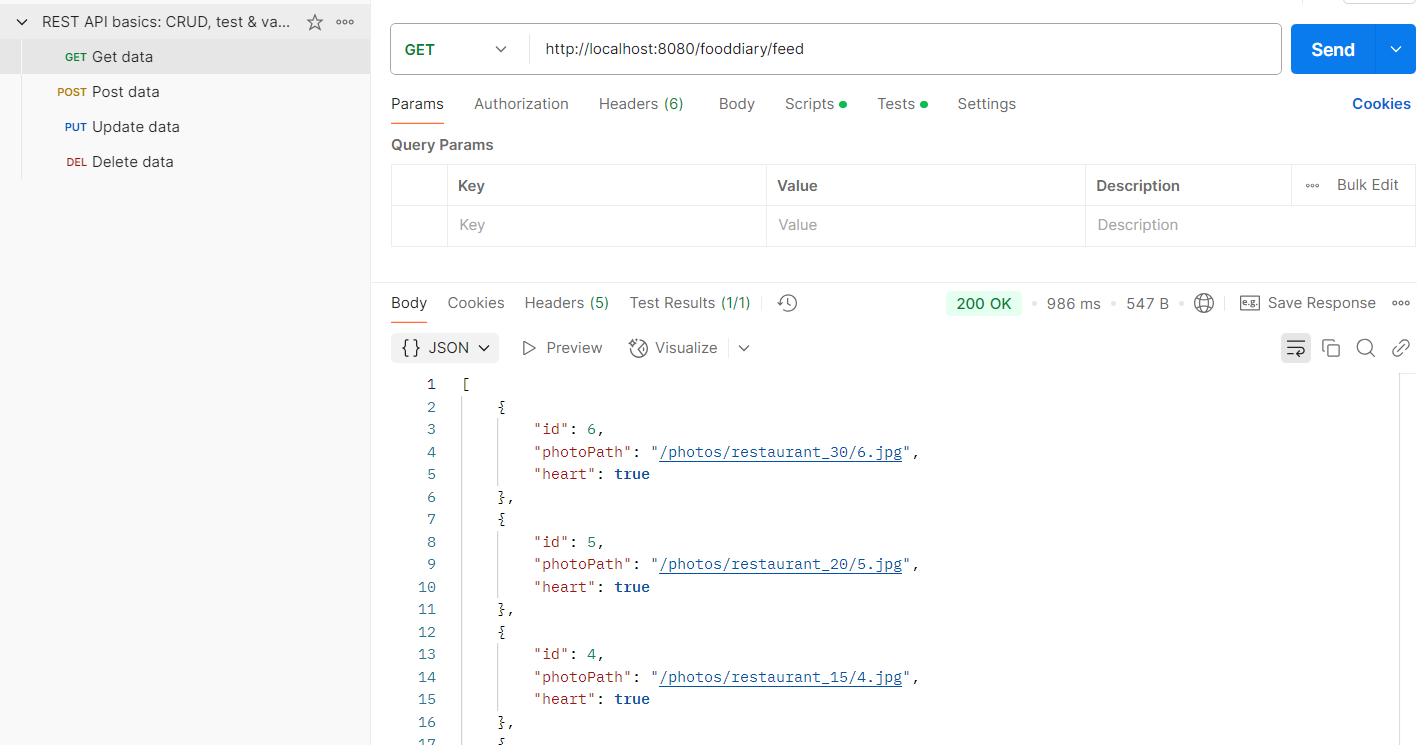 REST API basics: CRUD, test & va...
GET Get data
POST Post data
PUT Update data
DEL Delete data
GET http://localhost:8080/fooddiary/feed Send
Params Authorization Headers (6) Body Scripts Tests Settings Cookies
Query Params
Key Value Description Bulk Edit
Key Value Description
Body Cookies Headers (5) Test Results (1/1) 200 OK 986 ms 547 B e.g. Save Response
{} JSON Preview Visualize
1 [
2 {
3 "id": 6,
4 "photoPath": "/photos/restaurant_30/6.jpg",
5 "heart": true
6 },
7 {
8 "id": 5,
9 "photoPath": "/photos/restaurant_20/5.jpg",
10 "heart": true
11 },
12 {
13 "id": 4,
14 "photoPath": "/photos/restaurant_15/4.jpg",
15 "heart": true
16 },
17 {